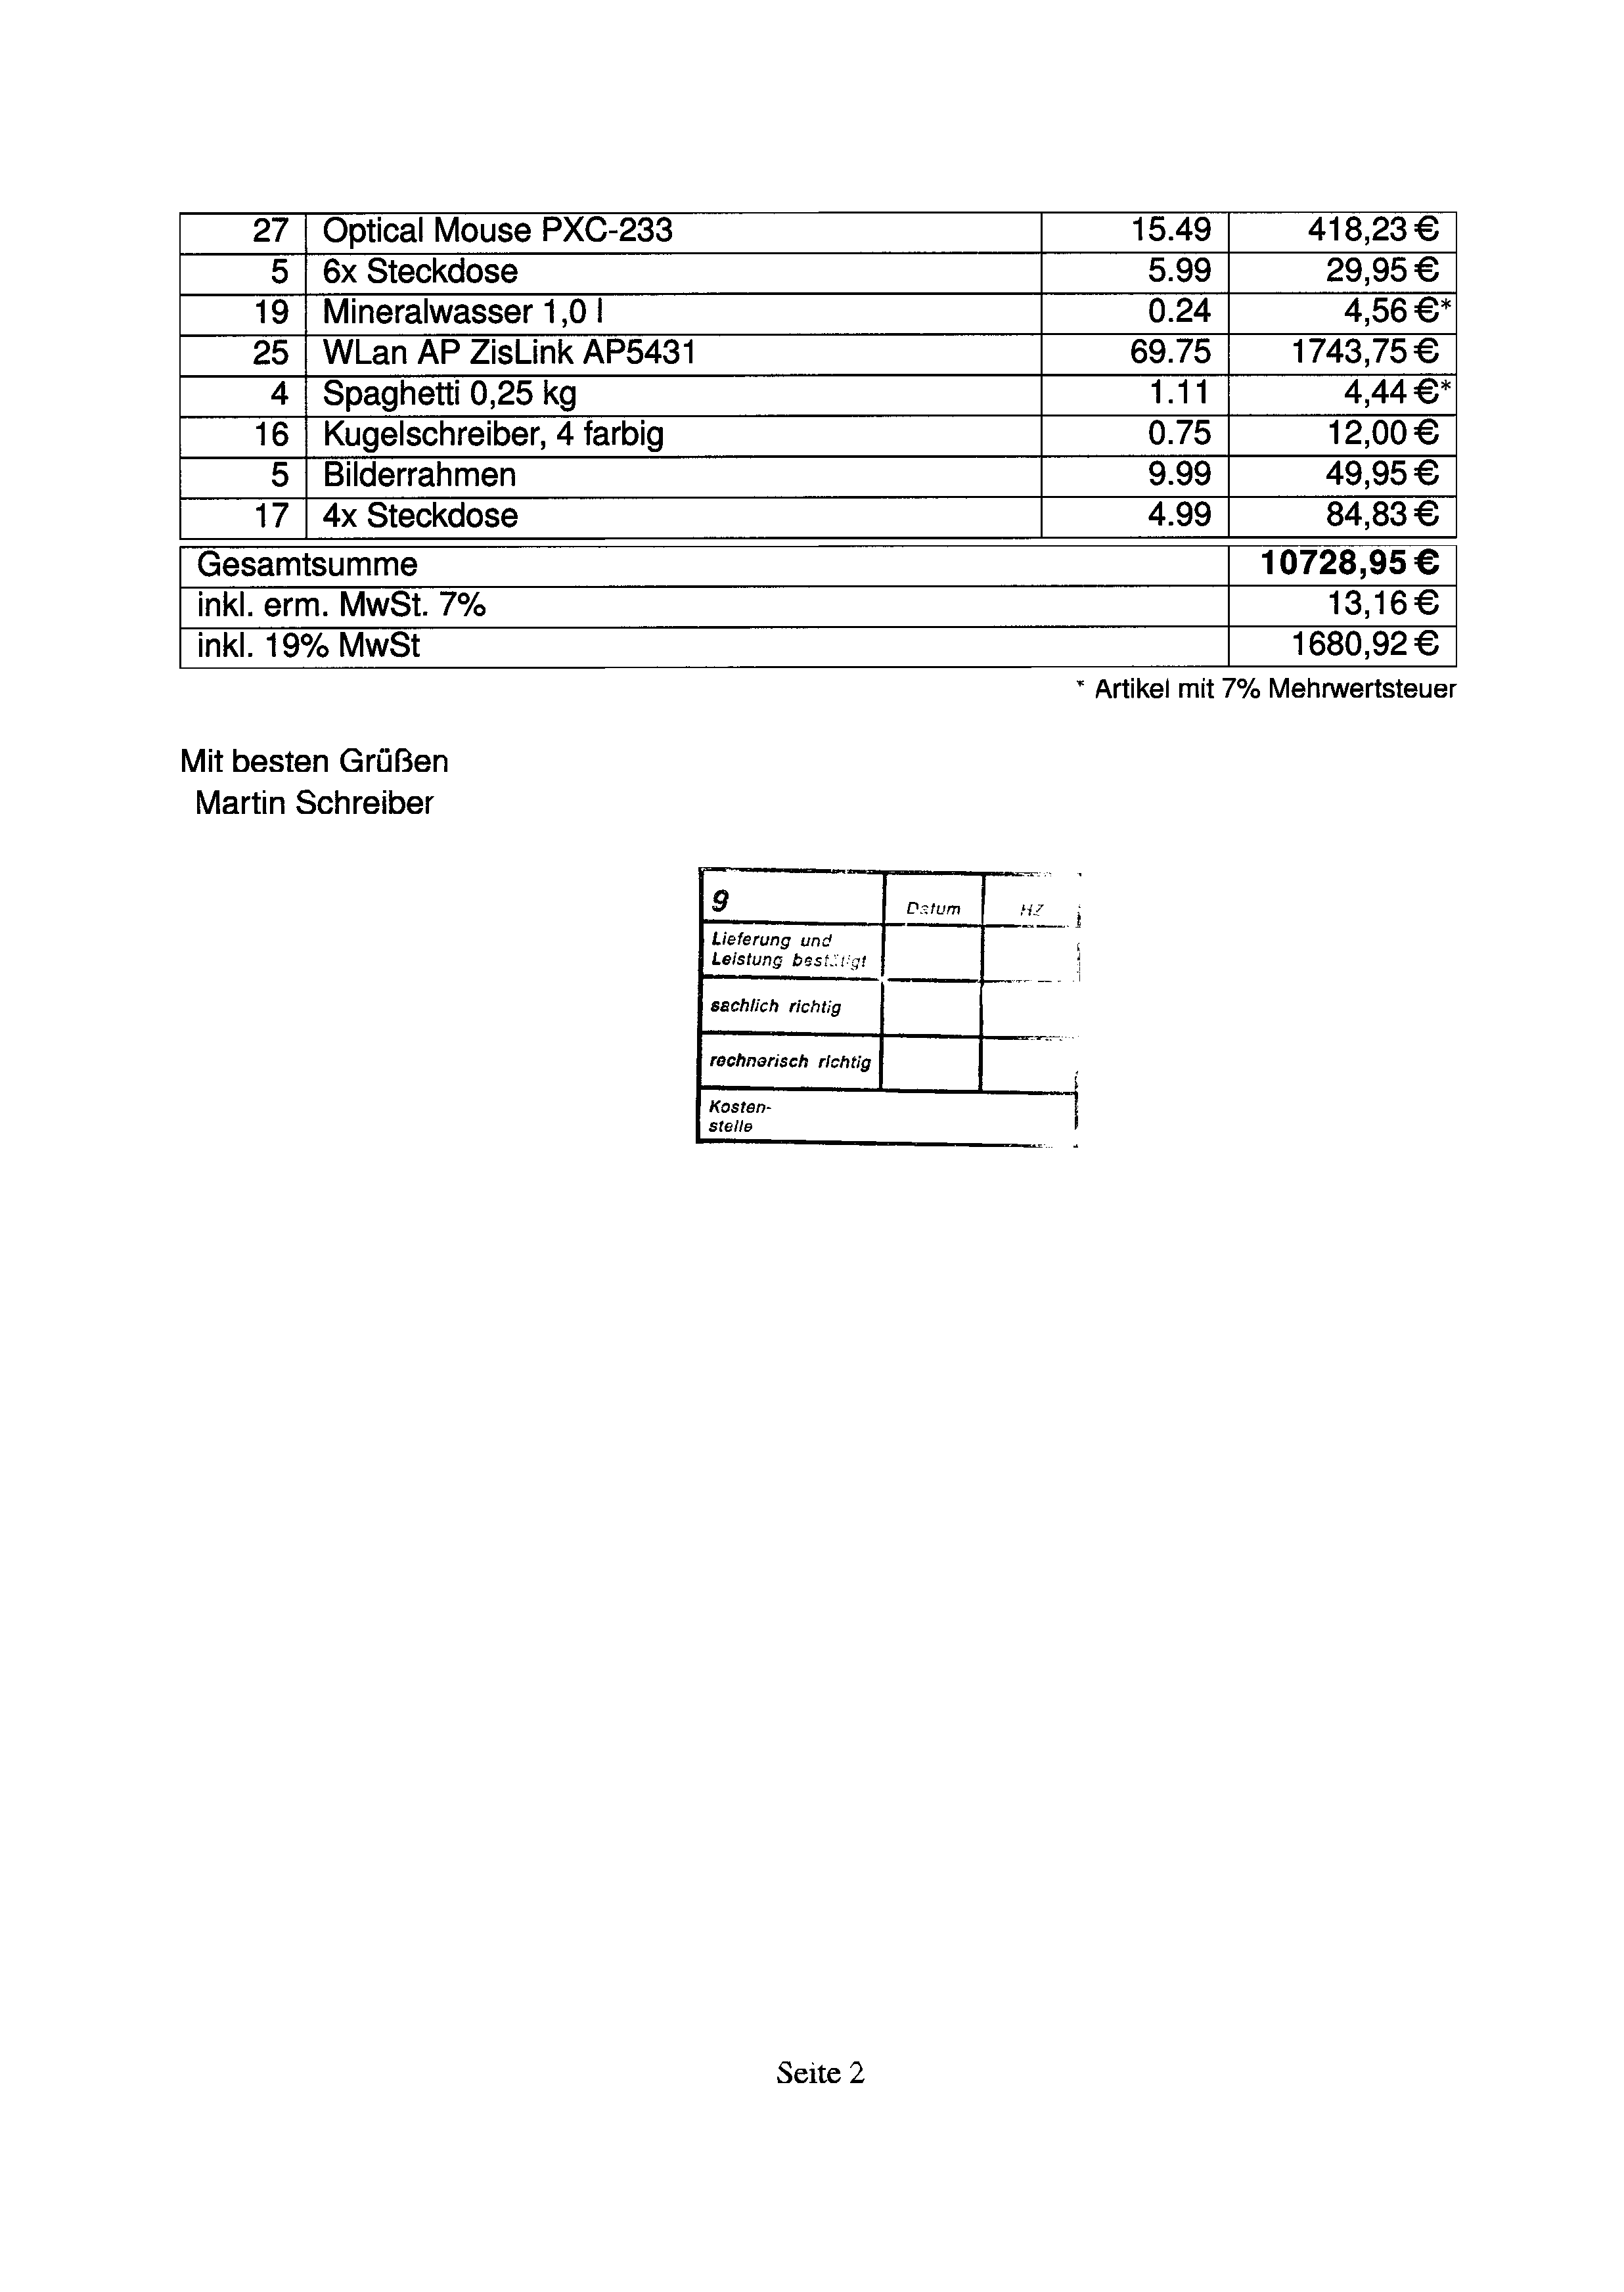 27 Optical Mouse PXC-233 15.49 418,23 €
5 6x Steckdose 5.99 29,95 €
19 Mineralwasser 1,0 l 0.24 4,56 €*
25 WLan AP ZisLink AP5431 69.75 1743,75 €
4 Spaghetti 0,25 kg 1.11 4,44 €*
16 Kugelschreiber, 4 farbig 0.75 12,00 €
5 Bilderrahmen 9.99 49,95 €
17 4x Steckdose 4.99 84,83 €
Gesamtsumme 10728,95 €
inkl. erm. MwSt. 7% 13,16 €
inkl. 19% MwSt 1680,92 €
* Artikel mit 7% Mehrwertsteuer
Mit besten Grüßen
Martin Schreiber
9 Datum HZ
Lieferung und
Leistung bestätigt
sachlich richtig
rechnerisch richtig
Kosten-
stelle
Seite 2